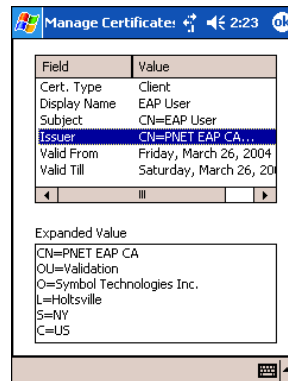 Manage Certificate: 2:23 ok
Field Value
Cert. Type Client
Display Name EAP User
Subject CN=EAP User
Issuer CN=PNET EAP CA...
Valid From Friday, March 26, 2004
Valid Till Saturday, March 26, 20
Expanded Value
CN=PNET EAP CA
OU=Validation
O=Symbol Technologies Inc.
L=Holtsville
S=NY
C=US